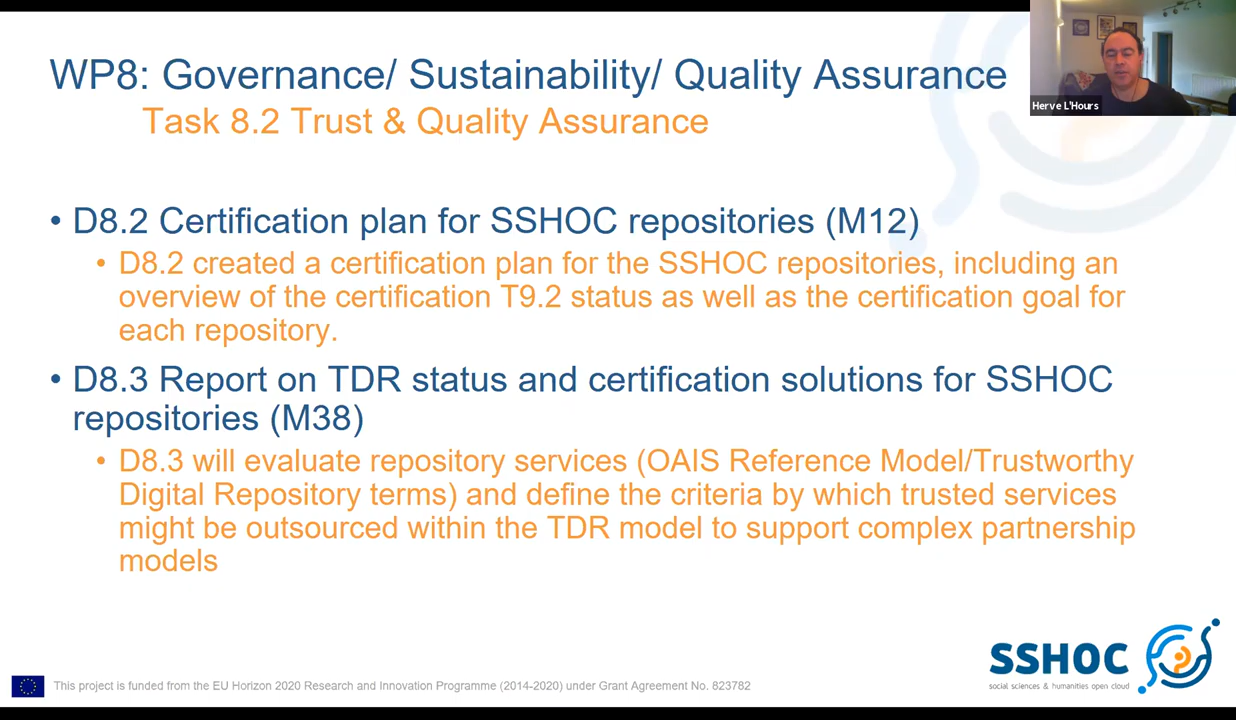 WP8: Governance/ Sustainability/ Quality Assurance
Task 8.2 Trust & Quality Assurance
Herve L'Hours
• D8.2 Certification plan for SSHOC repositories (M12)
• D8.2 created a certification plan for the SSHOC repositories, including an
overview of the certification T9.2 status as well as the certification goal for
each repository.
• D8.3 Report on TDR status and certification solutions for SSHOC
repositories (M38)
• D8.3 will evaluate repository services (OAIS Reference Model/Trustworthy
Digital Repository terms) and define the criteria by which trusted services
might be outsourced within the TDR model to support complex partnership
models
SSHOC
social sciences & humanities open cloud
This project is funded from the EU Horizon 2020 Research and Innovation Programme (2014-2020) under Grant Agreement No. 823782